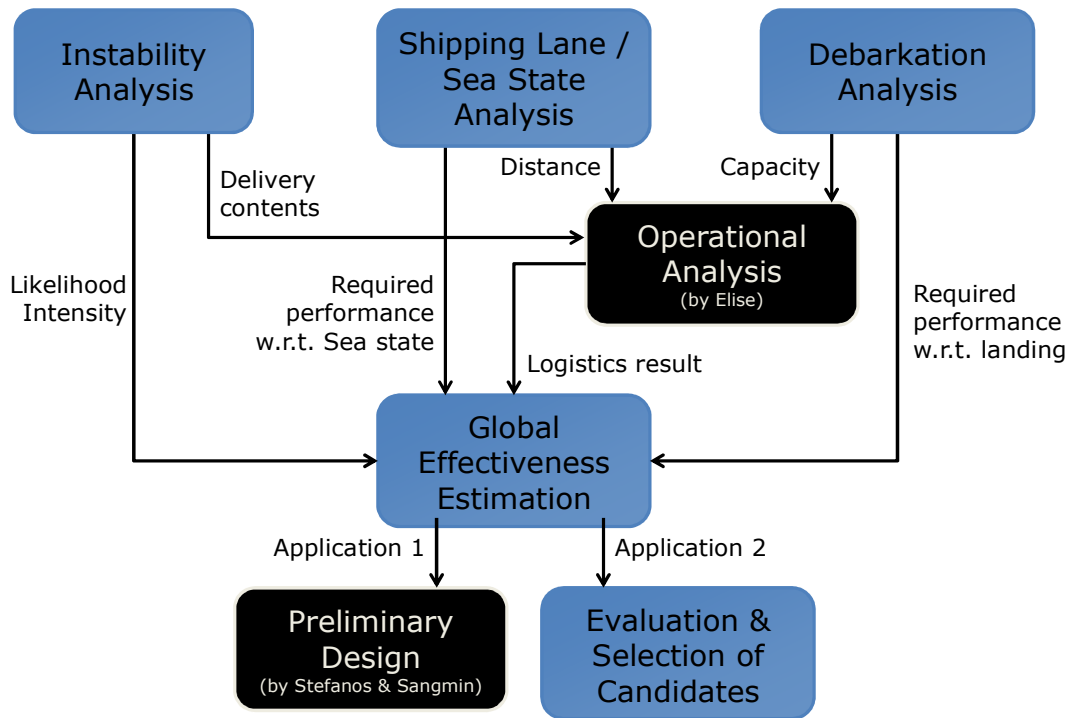 Instability
Analysis
Shipping Lane /
Sea State
Analysis
Debarkation
Analysis
Delivery
contents
Distance
Capacity
Operational
Analysis
(by Elise)
Likelihood
Intensity
Required
performance
w.r.t. Sea state
Required
performance
w.r.t. landing
Logistics result
Global
Effectiveness
Estimation
Application 1
Application 2
Preliminary
Design
(by Stefanos & Sangmin)
Evaluation &
Selection of
Candidates